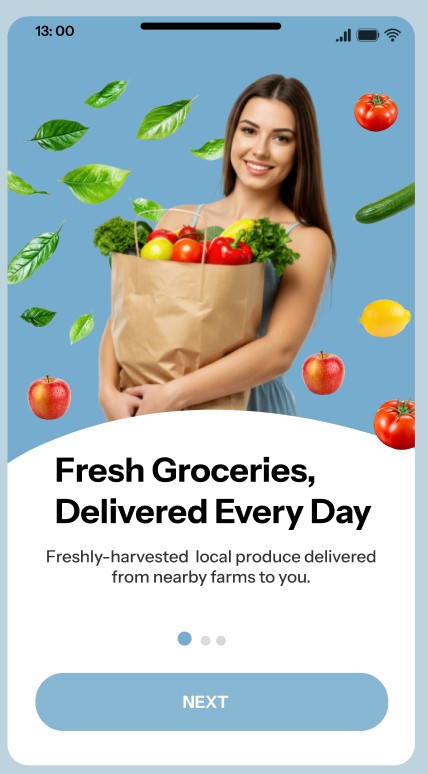 13: 00
Fresh Groceries,
Delivered Every Day
Freshly-harvested local produce delivered
from nearby farms to you.
NEXT